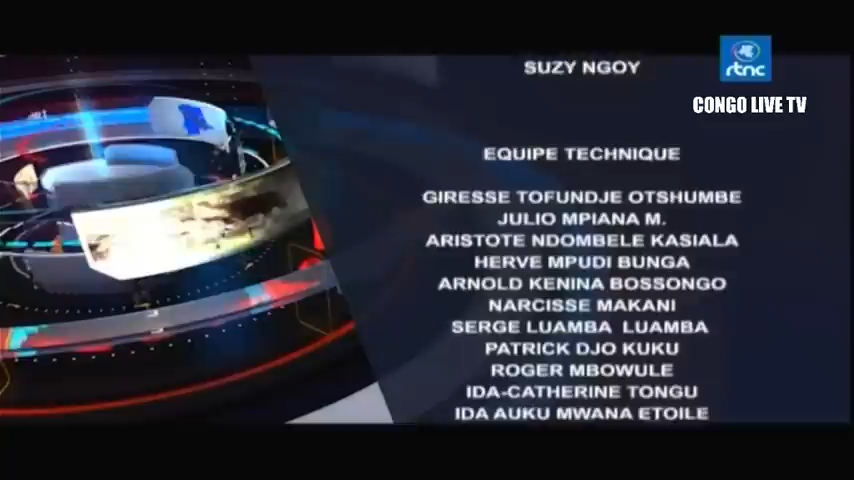 SUZY NGOY
rtnc
CONGO LIVE TV
EQUIPE TECHNIQUE
GIRESSE TOFUNDJE OTSHUMBE
JULIO MPIANA M.
ARISTOTE NDOMBELE KASIALA
HERVE MPUDI BUNGA
ARNOLD KENINA BOSSONGO
NARCISSE MAKANI
SERGE LUAMBA LUAMBA
PATRICK DJO KUKU
ROGER MBOWULE
IDA-CATHERINE TONGU
IDA AUKU MWANA ETOILE